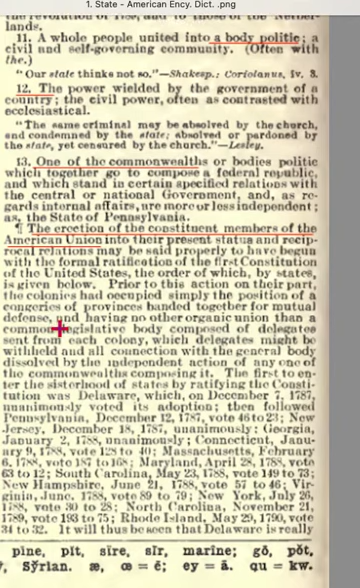 1. State - American Ency. Dict. .png
the revolution of 1789, and to those of the Nether-
lands.
11. A whole people united into a body politic; a
civil and self-governing community. (Often with
the.)
"Our state thinks not so."—Shakesp.: Coriolanus, iv. 3.
12. The power wielded by the government of a
country; the civil power, often as contrasted with
ecclesiastical.
"The same criminal may be absolved by the church,
and condemned by the state; absolved or pardoned by
the state, yet censured by the church."—Lesley.
13. One of the commonwealths or bodies politic
which together go to compose a federal republic,
and which stand in certain specified relations with
the central or national Government, and, as re-
gards internal affairs, are more or less independent;
as, the State of Pennsylvania.
¶ The erection of the constituent members of the
American Union into their present status and recip-
rocal relations may be said properly to have begun
with the formal ratification of the first Constitution
of the United States, the order of which, by states,
is given below. Prior to this action on their part,
the colonies had occupied simply the position of a
congeries of provinces banded together for mutual
defense, and having no other organic union than a
common legislative body composed of delegates
sent from each colony, which delegates might be
withheld and all connection with the general body
dissolved by the independent action of any one of
the commonwealths composing it. The first to en-
ter the sisterhood of states by ratifying the Consti-
tution was Delaware, which, on December 7, 1787,
unanimously voted its adoption; then followed
Pennsylvania, December 12, 1787, vote 46 to 23; New
Jersey, December 18, 1787, unanimously; Georgia,
January 2, 1788, unanimously; Connecticut, Janu-
ary 9, 1788, vote 128 to 40; Massachusetts, February
6, 1788, vote 187 to 168; Maryland, April 28, 1788, vote
63 to 12; South Carolina, May 23, 1788, vote 149 to 73;
New Hampshire, June 21, 1788, vote 57 to 46; Vir-
ginia, June, 1788, vote 89 to 79; New York, July 26,
1788, vote 30 to 28; North Carolina, November 21,
1789, vote 193 to 75; Rhode Island, May 29, 1790, vote
34 to 32. It will thus be seen that Delaware is really
pīne, pĭt, sīre, sĩr, marîne; gō, pŏt,
, Sy̆rian. æ, œ = ē; ey = ā. qu = kw.